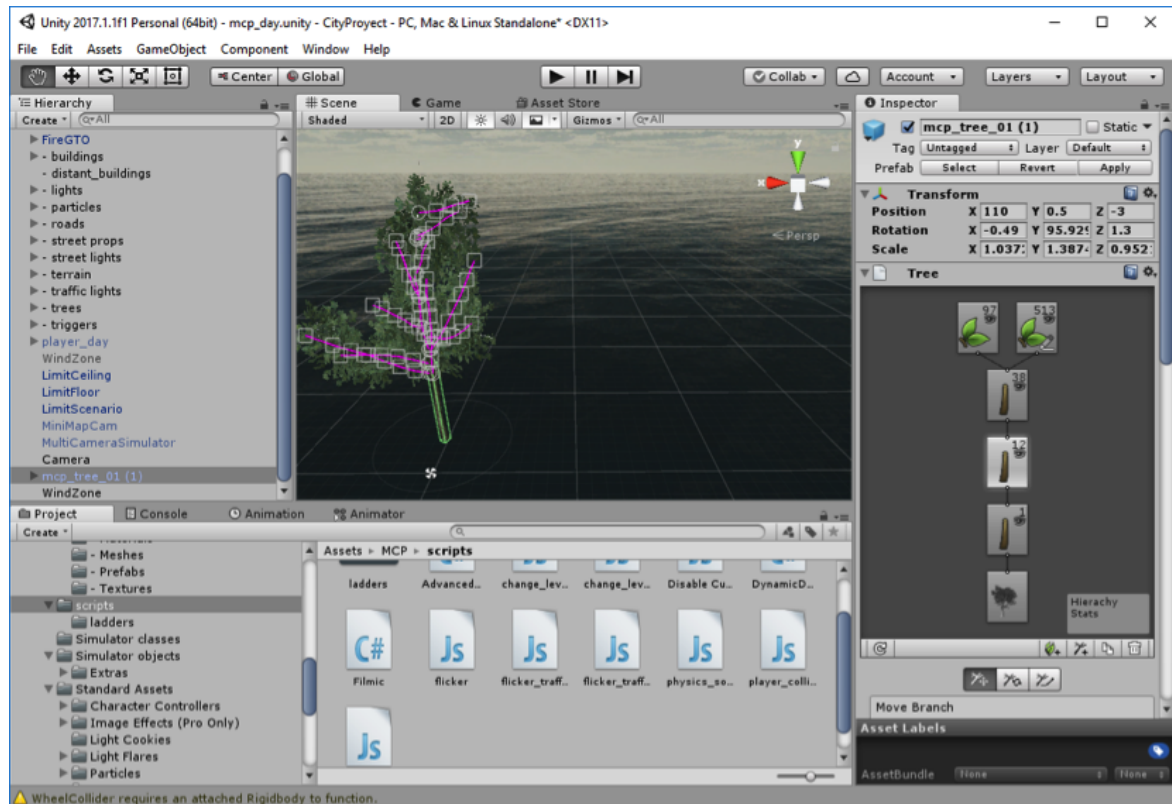 Unity 2017.1.1f1 Personal (64bit) - mcp_day.unity - CityProyect - PC, Mac & Linux Standalone* <DX11>
File Edit Assets GameObject Component Window Help
Center Global Collab Account Layers Layout
Hierarchy
Create All
FireGTO
- buildings
- distant_buildings
- lights
- particles
- roads
- street props
- street lights
- terrain
- traffic lights
- trees
- triggers
player_day
WindZone
LimitCeiling
LimitFloor
LimitScenario
MiniMapCam
MultiCameraSimulator
Camera
mcp_tree_01 (1)
WindZone
Scene Game Asset Store
Shaded 2D Gizmos All
y
x
Persp
Inspector
mcp_tree_01 (1) Static
Tag Untagged Layer Default
Prefab Select Revert Apply
Transform
Position X 110 Y 0.5 Z -3
Rotation X -0.49 Y 95.929 Z 1.3
Scale X 1.037 Y 1.3874 Z 0.952
Tree
97 513
38
12
1
Hierachy
Stats
Move Branch
Asset Labels
AssetBundle None None
Project Console Animation Animator
Create
- Meshes
- Prefabs
- Textures
scripts
ladders
Simulator classes
Simulator objects
Extras
Standard Assets
Character Controllers
Image Effects (Pro Only)
Light Cookies
Light Flares
Particles
Assets MCP scripts
ladders Advanced... change_lev... change_lev... Disable Cu... DynamicD...
C# Js Js Js Js Js
Filmic flicker flicker_traff... flicker_traff... physics_so... player_colli...
Js
WheelCollider requires an attached Rigidbody to function.